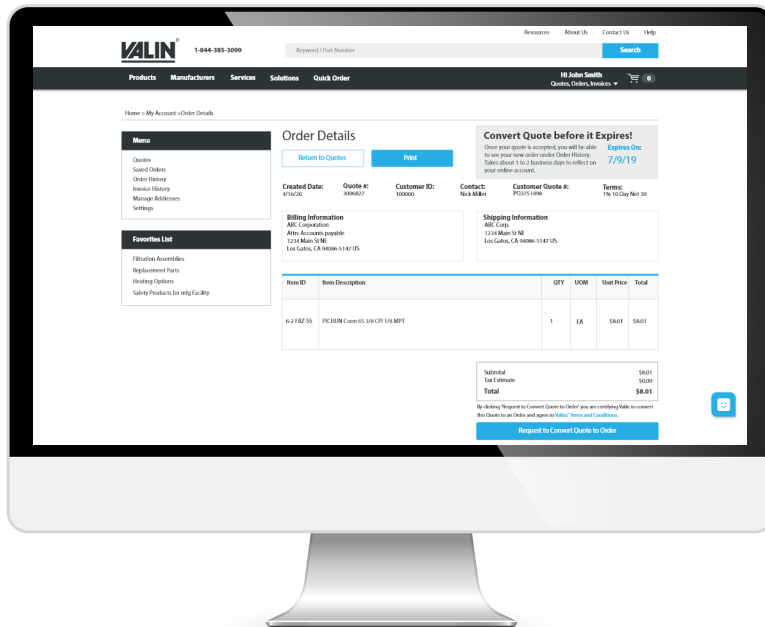 Resources About Us Contact Us Help
VALIN®
1-844-385-3099
Keyword / Part Number
Search
Products Manufacturers Services Solutions Quick Order
Hi John Smith
Quotes, Orders, Invoices
0
Home > My Account > Order Details
Menu
Quotes
Saved Orders
Order History
Invoice History
Manage Addresses
Settings
Favorites List
Filtration Assemblies
Replacement Parts
Heating Options
Safety Products for mfg Facility
Order Details
Return to Quotes
Print
Convert Quote before it Expires!
Once your quote is accepted, you will be able
to see your new order under Order History.
Takes about 1 to 2 business days to reflect on
your online account.
Expires On:
7/9/19
Created Date: Quote #: Customer ID: Contact: Customer Quote #: Terms:
4/16/20 3006827 100000 Nick Miller PO3751498 1% 10 Day Net 30
Billing Information
ABC Corporation
Attn: Accounts payable
1234 Main St NE
Los Gatos, CA 94086-5147 US
Shipping Information
ABC Corp.
1234 Main St NE
Los Gatos, CA 94086-5147 US
Item ID Item Description QTY UOM Unit Price Total
6-2 FBZ-SS PICHUN Conn 6S 3/8 CPI 1/8 MPT 1 EA $8.01 $8.01
Subtotal $8.01
Tax Estimate $0.00
Total $8.01
By clicking 'Request to Convert Quote to Order' you are certifying Valin to convert
this Quote to an Order and agree to Valins' Terms and Conditions.
Request to Convert Quote to Order